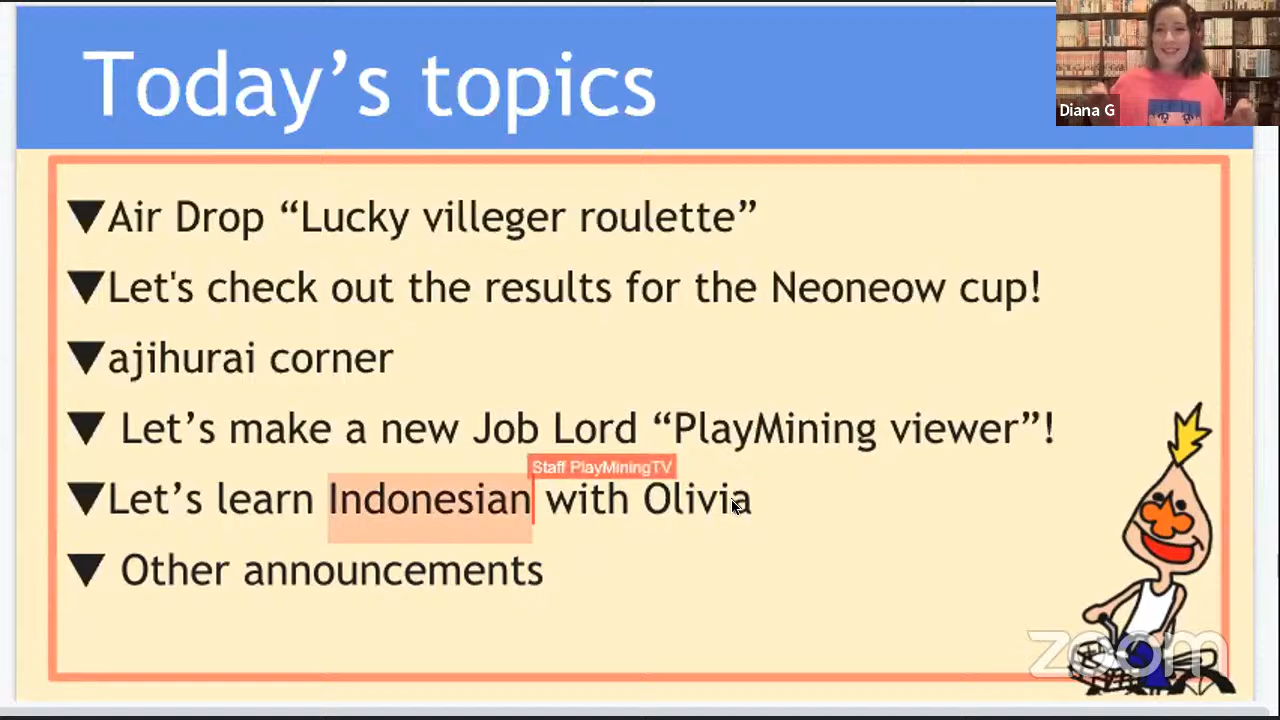 Today’s topics
Diana G
▼Air Drop “Lucky villeger roulette”
▼Let's check out the results for the Neoneow cup!
▼ajihurai corner
▼ Let’s make a new Job Lord “PlayMining viewer”!
Staff PlayMiningTV
▼Let’s learn Indonesian with Olivia
▼ Other announcements
zoom